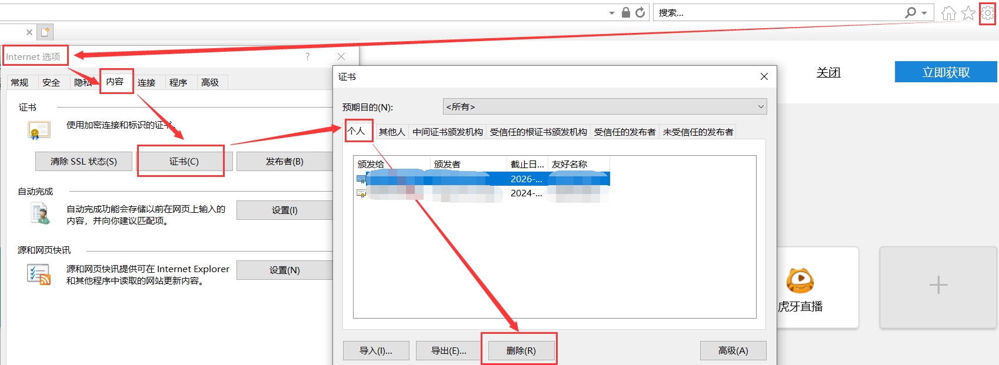 搜索...
Internet 选项
?
常规 安全 隐私 内容 连接 程序 高级
证书
使用加密连接和标识的证书。
清除 SSL 状态(S)
证书(C)
发布者(B)
自动完成
自动完成功能会存储以前在网页上输入的
内容，并向你建议匹配项。
设置(I)
源和网页快讯
源和网页快讯提供可在 Internet Explorer
和其他程序中读取的网站更新内容。
设置(N)
证书
预期目的(N):
<所有>
个人 其他人 中间证书颁发机构 受信任的根证书颁发机构 受信任的发布者 未受信任的发布者
颁发给 颁发者 截止日... 友好名称
2026-...
2024-...
导入(I)... 导出(E)... 删除(R) 高级(A)
关闭
立即获取
虎牙直播